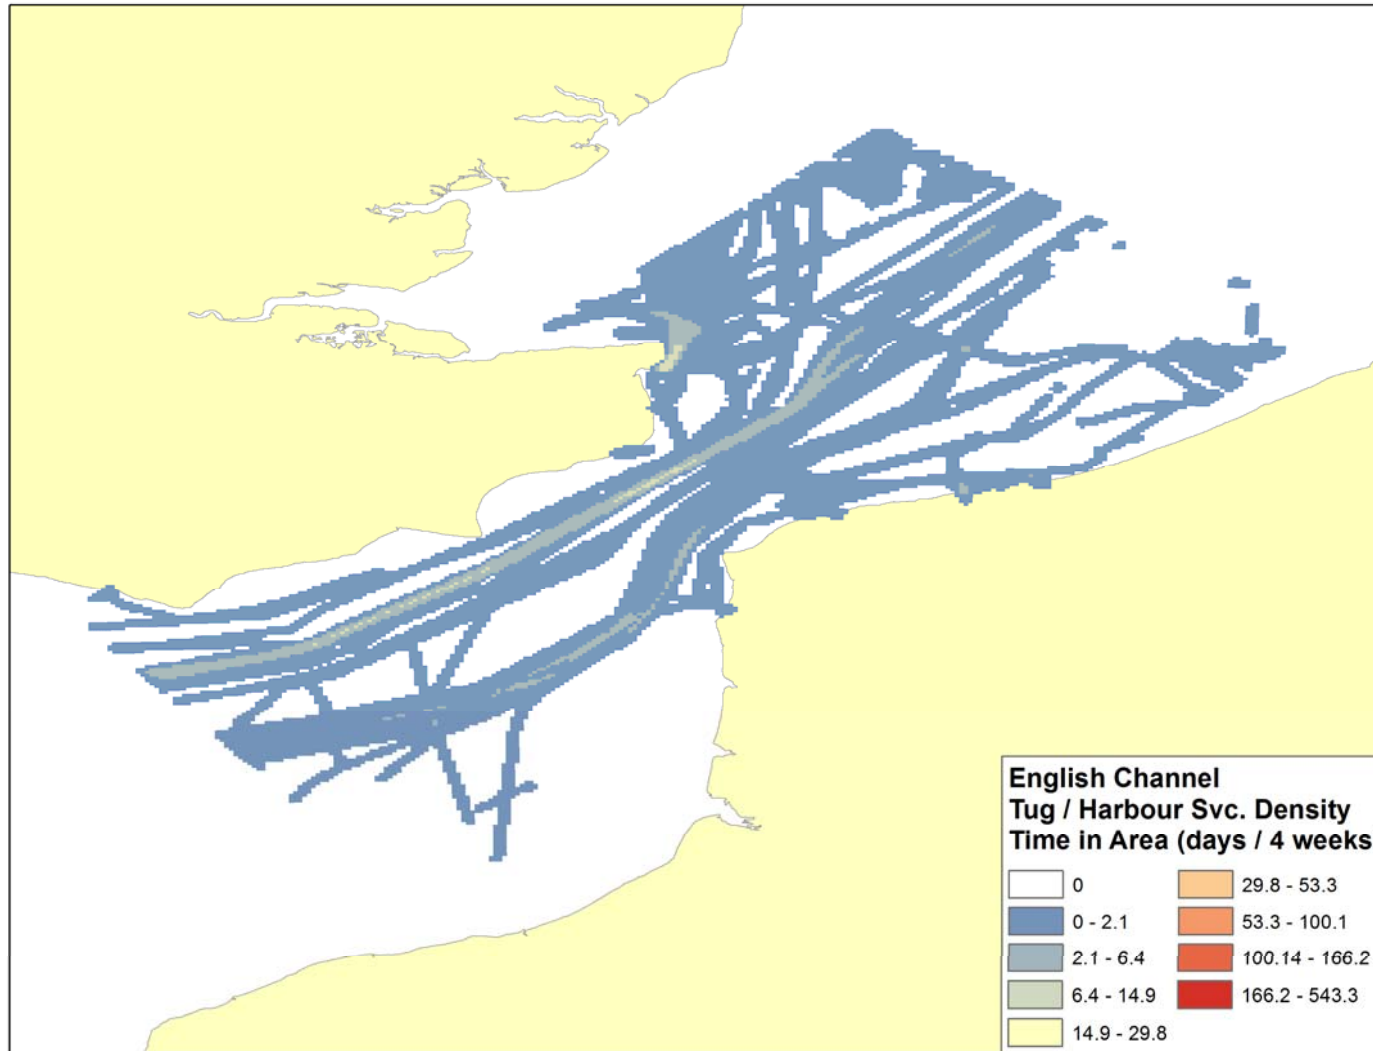 English Channel
Tug / Harbour Svc. Density
Time in Area (days / 4 weeks
0
0 - 2.1
2.1 - 6.4
6.4 - 14.9
14.9 - 29.8
29.8 - 53.3
53.3 - 100.1
100.14 - 166.2
166.2 - 543.3